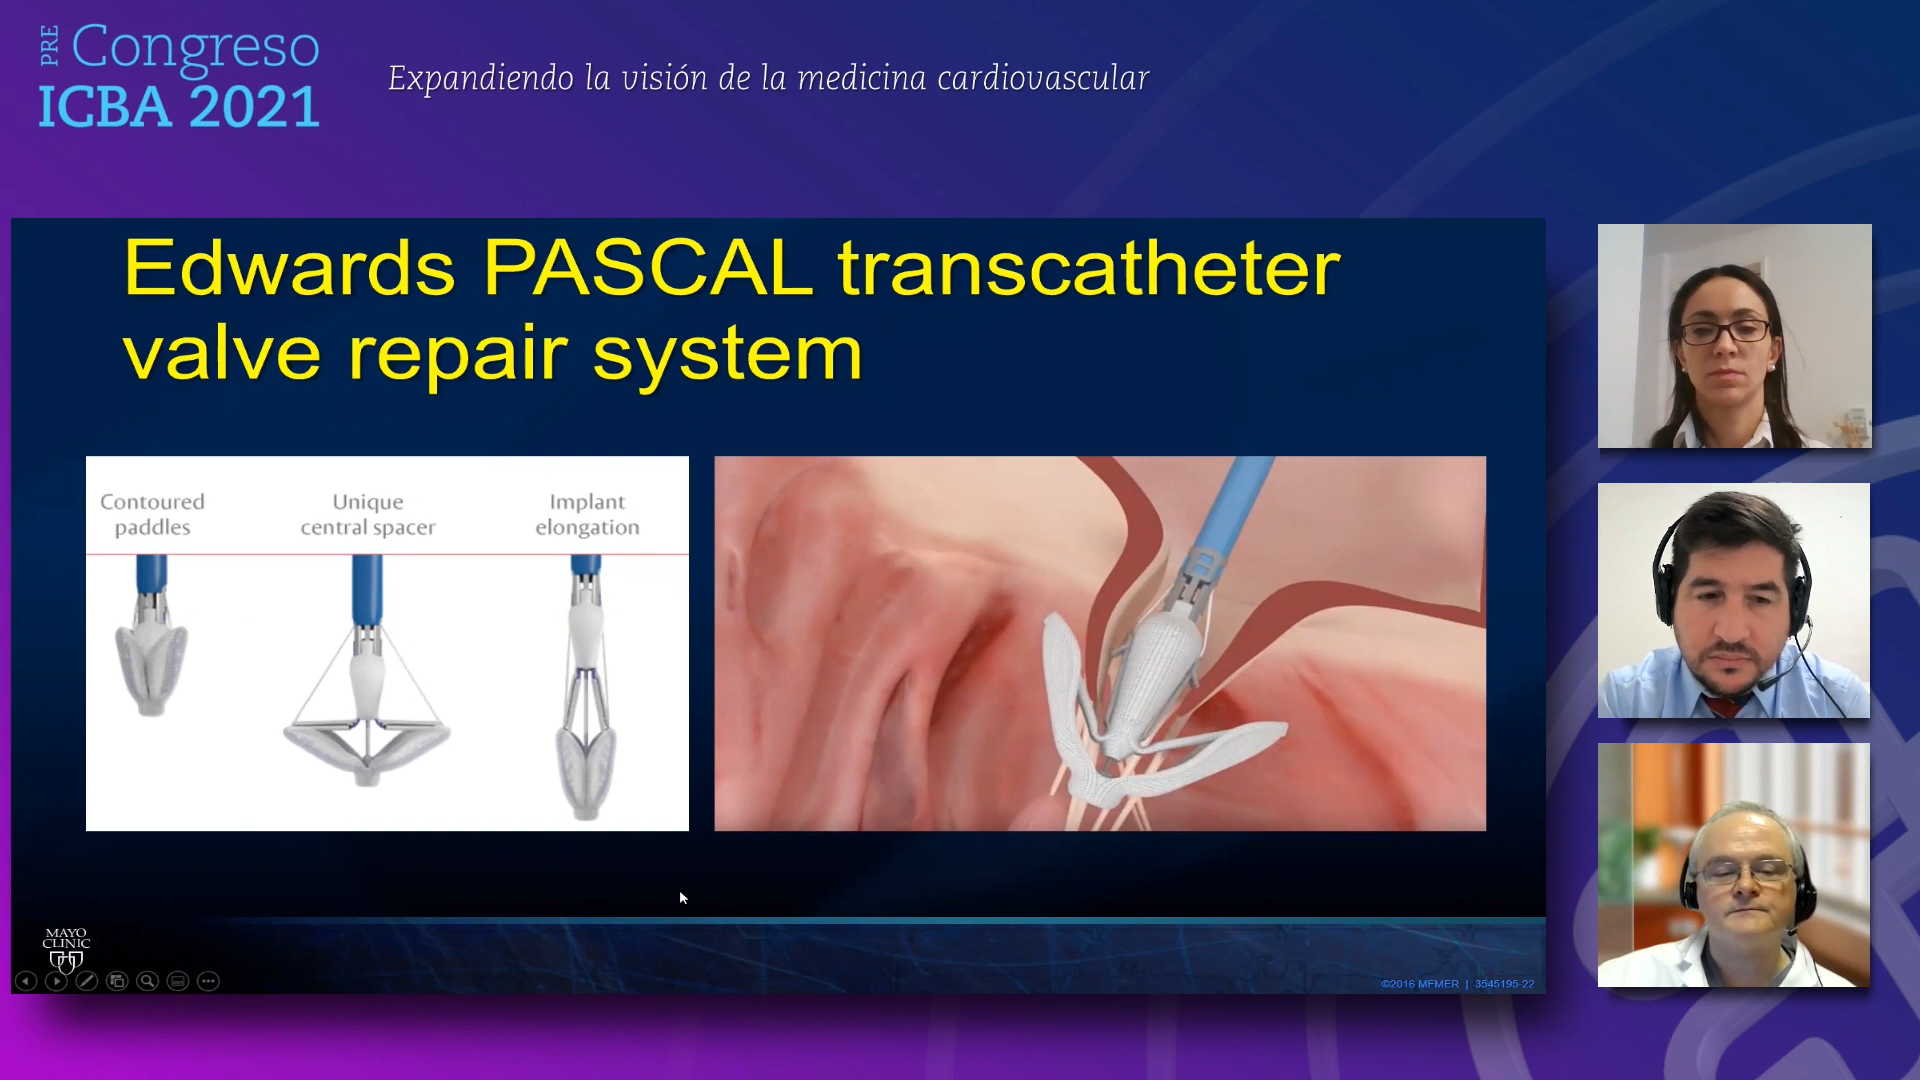 PRE
Congreso
ICBA 2021
Expandiendo la visión de la medicina cardiovascular
Edwards PASCAL transcatheter
valve repair system
Contoured
paddles
Unique
central spacer
Implant
elongation
MAYO
CLINIC
©2016 MFMER | 3545195-22